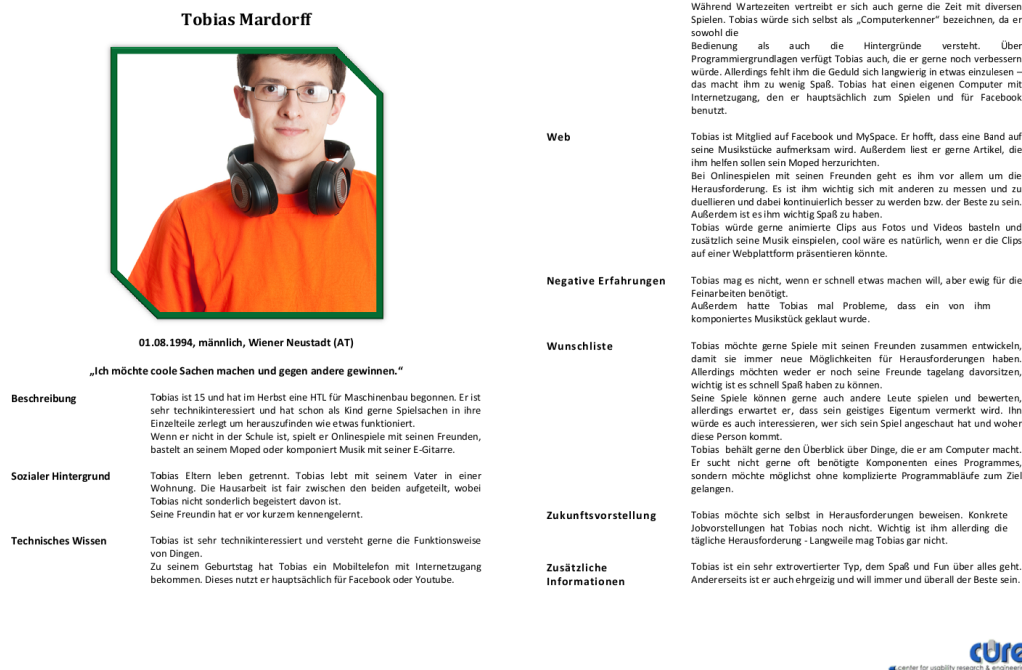 Tobias Mardorff
01.08.1994, männlich, Wiener Neustadt (AT)
„Ich möchte coole Sachen machen und gegen andere gewinnen.“
Beschreibung
Tobias ist 15 und hat im Herbst eine HTL für Maschinenbau begonnen. Er ist
sehr technikinteressiert und hat schon als Kind gerne Spielsachen in ihre
Einzelteile zerlegt um herauszufinden wie etwas funktioniert.
Wenn er nicht in der Schule ist, spielt er Onlinespiele mit seinen Freunden,
bastelt an seinem Moped oder komponiert Musik mit seiner E-Gitarre.
Sozialer Hintergrund
Tobias Eltern leben getrennt. Tobias lebt mit seinem Vater in einer
Wohnung. Die Hausarbeit ist fair zwischen den beiden aufgeteilt, wobei
Tobias nicht sonderlich begeistert davon ist.
Seine Freundin hat er vor kurzem kennengelernt.
Technisches Wissen
Tobias ist sehr technikinteressiert und versteht gerne die Funktionsweise
von Dingen.
Zu seinem Geburtstag hat Tobias ein Mobiltelefon mit Internetzugang
bekommen. Dieses nutzt er hauptsächlich für Facebook oder Youtube.
Während Wartezeiten vertreibt er sich auch gerne die Zeit mit diversen
Spielen. Tobias würde sich selbst als „Computerkenner“ bezeichnen, da er
sowohl die
Bedienung als auch die Hintergründe versteht. Über
Programmiergrundlagen verfügt Tobias auch, die er gerne noch verbessern
würde. Allerdings fehlt ihm die Geduld sich langwierig in etwas einzulesen –
das macht ihm zu wenig Spaß. Tobias hat einen eigenen Computer mit
Internetzugang, den er hauptsächlich zum Spielen und für Facebook
benutzt.
Web
Tobias ist Mitglied auf Facebook und MySpace. Er hofft, dass eine Band auf
seine Musikstücke aufmerksam wird. Außerdem liest er gerne Artikel, die
ihm helfen sollen sein Moped herzurichten.
Bei Onlinespielen mit seinen Freunden geht es ihm vor allem um die
Herausforderung. Es ist ihm wichtig sich mit anderen zu messen und zu
duellieren und dabei kontinuierlich besser zu werden bzw. der Beste zu sein.
Außerdem ist es ihm wichtig Spaß zu haben.
Tobias würde gerne animierte Clips aus Fotos und Videos basteln und
zusätzlich seine Musik einspielen, cool wäre es natürlich, wenn er die Clips
auf einer Webplattform präsentieren könnte.
Negative Erfahrungen
Tobias mag es nicht, wenn er schnell etwas machen will, aber ewig für die
Feinarbeiten benötigt.
Außerdem hatte Tobias mal Probleme, dass ein von ihm
komponiertes Musikstück geklaut wurde.
Wunschliste
Tobias möchte gerne Spiele mit seinen Freunden zusammen entwickeln,
damit sie immer neue Möglichkeiten für Herausforderungen haben.
Allerdings möchten weder er noch seine Freunde tagelang davorsitzen,
wichtig ist es schnell Spaß haben zu können.
Seine Spiele können gerne auch andere Leute spielen und bewerten,
allerdings erwartet er, dass sein geistiges Eigentum vermerkt wird. Ihn
würde es auch interessieren, wer sich sein Spiel angeschaut hat und woher
diese Person kommt.
Tobias behält gerne den Überblick über Dinge, die er am Computer macht.
Er sucht nicht gerne oft benötigte Komponenten eines Programmes,
sondern möchte möglichst ohne komplizierte Programmabläufe zum Ziel
gelangen.
Zukunftsvorstellung
Tobias möchte sich selbst in Herausforderungen beweisen. Konkrete
Jobvorstellungen hat Tobias noch nicht. Wichtig ist ihm allerding die
tägliche Herausforderung - Langweile mag Tobias gar nicht.
Zusätzliche
Informationen
Tobias ist ein sehr extrovertierter Typ, dem Spaß und Fun über alles geht.
Andererseits ist er auch ehrgeizig und will immer und überall der Beste sein.
cure
center for usability research & engineering